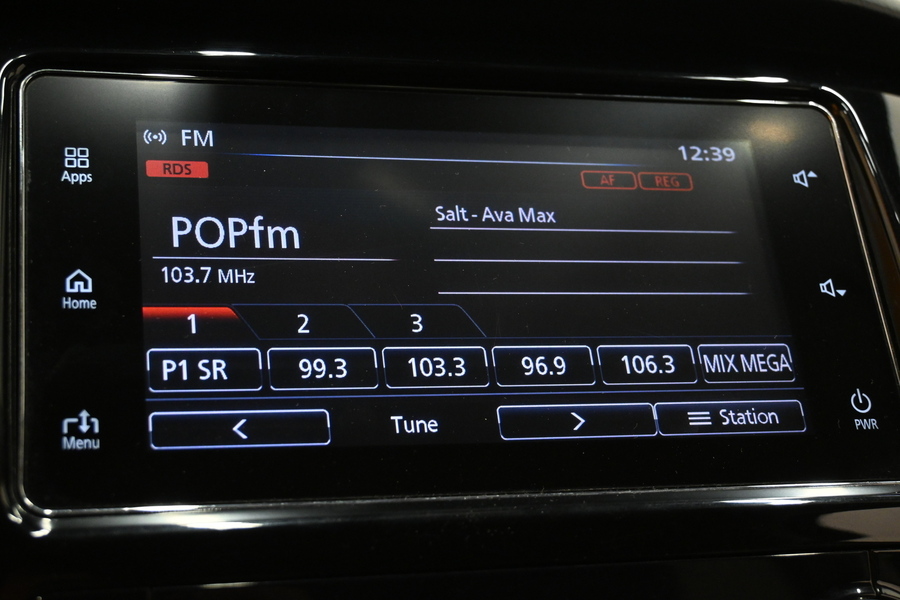 FM
12:39
RDS
AF REG
Apps
POPfm
Salt - Ava Max
103.7 MHz
Home
1 2 3
P1 SR 99.3 103.3 96.9 106.3 MIX MEGA
< Tune > Station
Menu
PWR